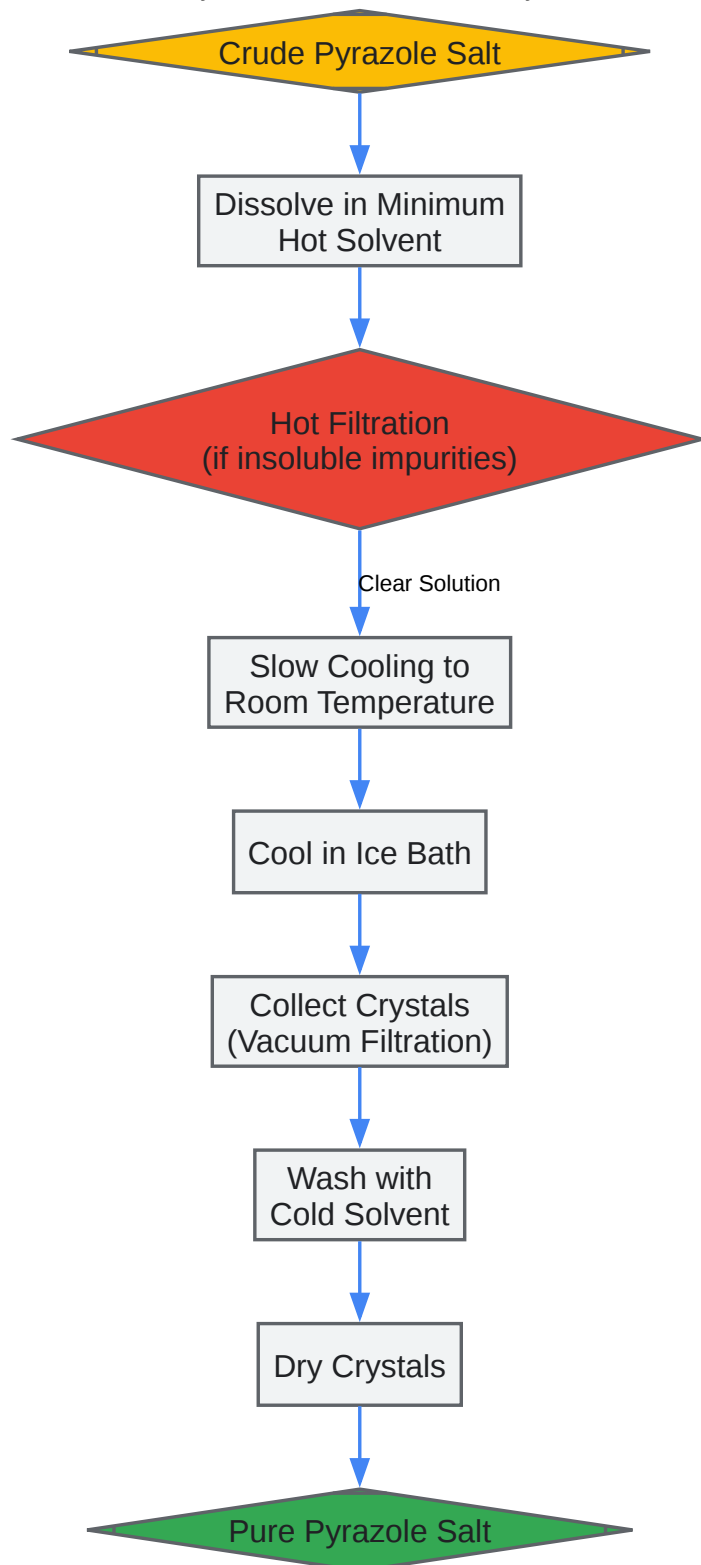 Crude Pyrazole Salt
Dissolve in Minimum
Hot Solvent
Hot Filtration
(if insoluble impurities)
Clear Solution
Slow Cooling to
Room Temperature
Cool in Ice Bath
Collect Crystals
(Vacuum Filtration)
Wash with
Cold Solvent
Dry Crystals
Pure Pyrazole Salt